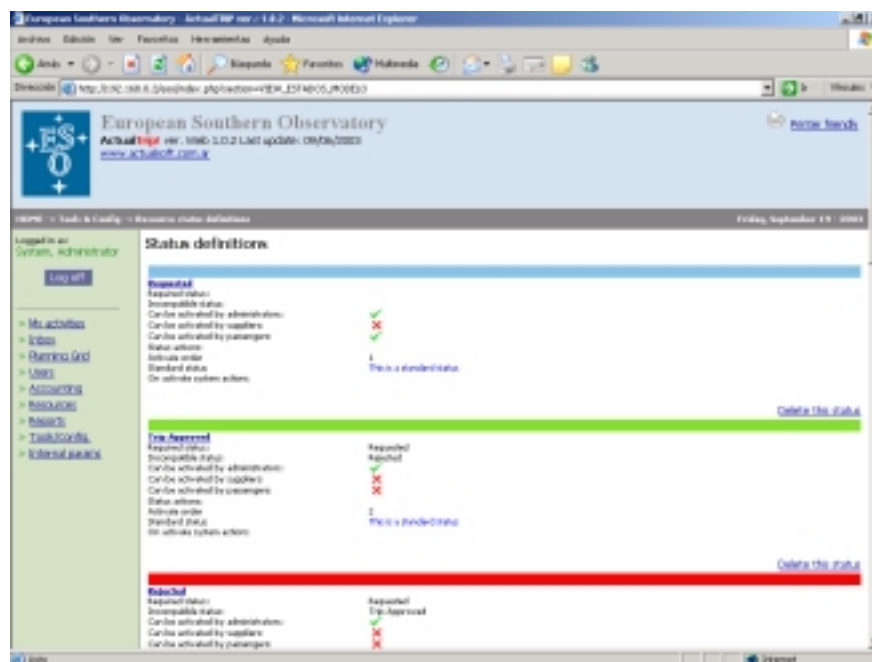 European Southern Observatory - ActualTRIP ver.: 1.0.2 - Microsoft Internet Explorer
Archivo Edición Ver Favoritos Herramientas Ayuda
Atrás Búsqueda Favoritos Multimedia
Dirección Ir Vínculos
European Southern Observatory
Printer friendly
ActualTrip! ver. Web 1.0.2 Last update: 09/06/2003
www.actualsoft.com.ar
HOME -> Tools & Config -> Resource status definitions Friday, September 19 - 2003
Logged in as:
System, Administrator
Log off!
> My activities
> Inbox
> Planning Grid
> Users
> Accounting
> Resources
> Reports
> Tools/Config.
> Internal params
Status definitions
Requested
Required status:
Incompatible status:
Can be activated by administrators:
Can be activated by suppliers:
Can be activated by passengers:
Status actions:
Activate order 1
Standard status This is a standard status
On activate system actions:
Delete this status
Trip Approved
Required status: Requested
Incompatible status: Rejected
Can be activated by administrators:
Can be activated by suppliers:
Can be activated by passengers:
Status actions:
Activate order 2
Standard status This is a standard status
On activate system actions:
Delete this status
Rejected
Required status: Requested
Incompatible status: Trip Approved
Can be activated by administrators:
Can be activated by suppliers:
Can be activated by passengers:
Listo Internet